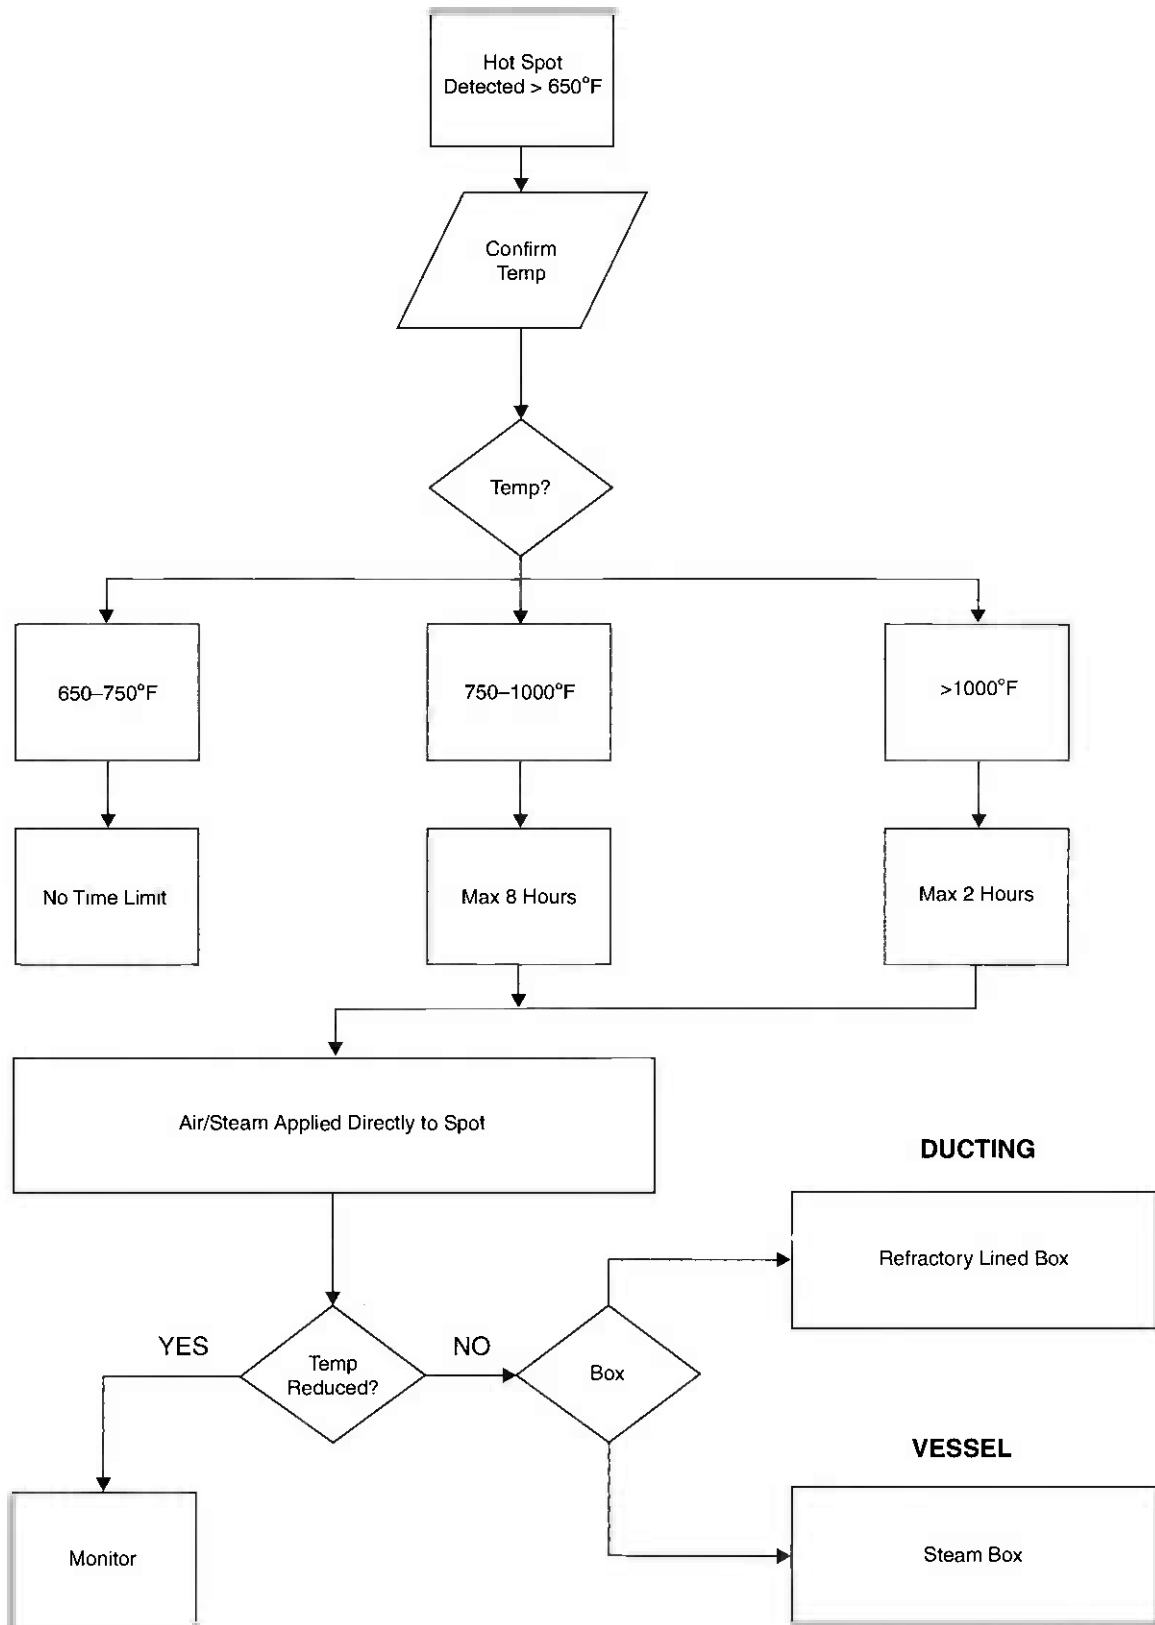 Hot Spot
Detected > 650°F
Confirm
Temp
Temp?
650–750°F
750–1000°F
>1000°F
No Time Limit
Max 8 Hours
Max 2 Hours
Air/Steam Applied Directly to Spot
DUCTING
Refractory Lined Box
YES
NO
Temp
Reduced?
Box
VESSEL
Monitor
Steam Box